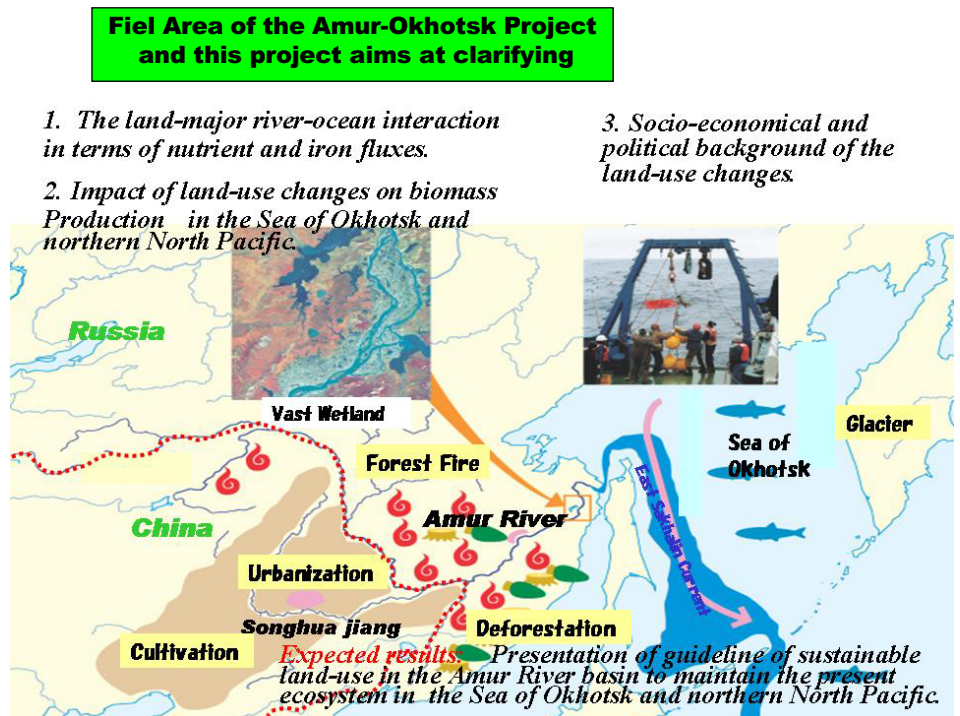 Fiel Area of the Amur-Okhotsk Project
and this project aims at clarifying
1. The land-major river-ocean interaction
in terms of nutrient and iron fluxes.
2. Impact of land-use changes on biomass
Production in the Sea of Okhotsk and
northern North Pacific.
3. Socio-economical and
political background of the
land-use changes.
Russia
Vast Wetland
Glacier
Sea of
Okhotsk
Forest Fire
East Sakhalin Current
Amur River
China
Urbanization
Songhua jiang
Deforestation
Cultivation
Expected results: Presentation of guideline of sustainable
land-use in the Amur River basin to maintain the present
ecosystem in the Sea of Okhotsk and northern North Pacific.